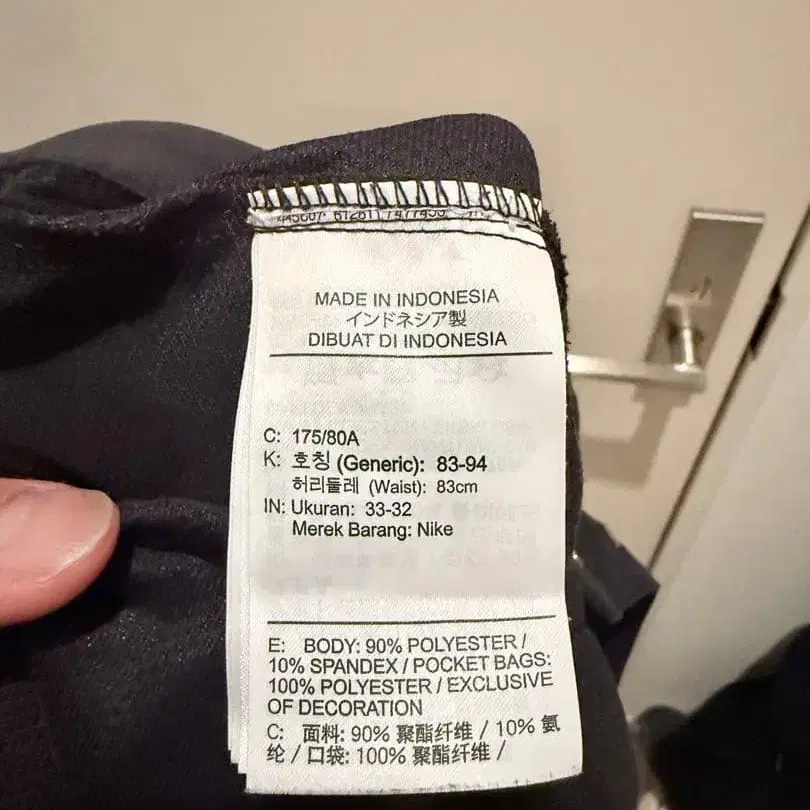 MADE IN INDONESIA
インドネシア製
DIBUAT DI INDONESIA
C: 175/80A
K: 호칭 (Generic): 83-94
허리둘레 (Waist): 83cm
IN: Ukuran: 33-32
Merek Barang: Nike
E: BODY: 90% POLYESTER /
10% SPANDEX / POCKET BAGS:
100% POLYESTER / EXCLUSIVE
OF DECORATION
C: 面料: 90% 聚酯纤维 / 10% 氨
纶 / 口袋: 100% 聚酯纤维 /